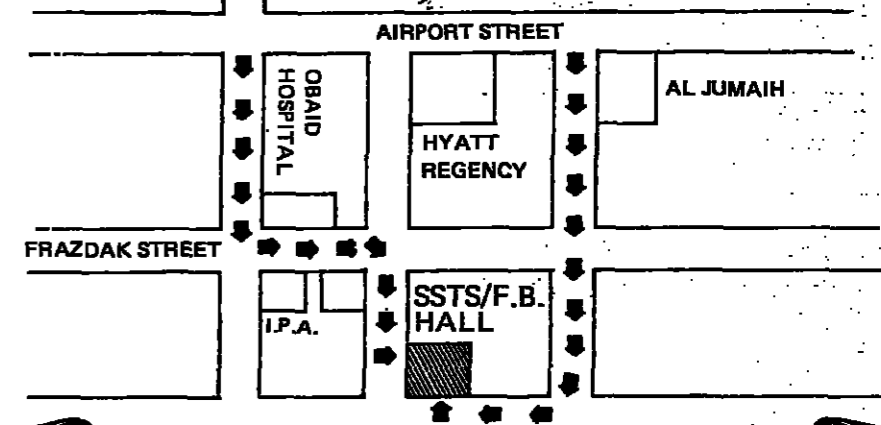 AIRPORT STREET
OBAID
HOSPITAL
HYATT
REGENCY
AL JUMAIH
FRAZDAK STREET
I.P.A.
SSTS/F.B.
HALL